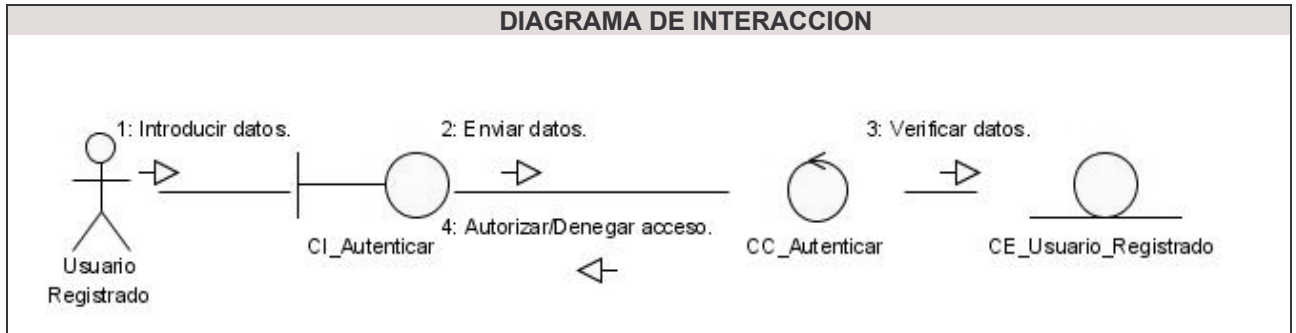 DIAGRAMA DE INTERACCION
1: Introducir datos.
2: Enviar datos.
3: Verificar datos.
4: Autorizar/Denegar acceso.
CI_Autenticar
CC_Autenticar
CE_Usuario_Registrado
Usuario
Registrado